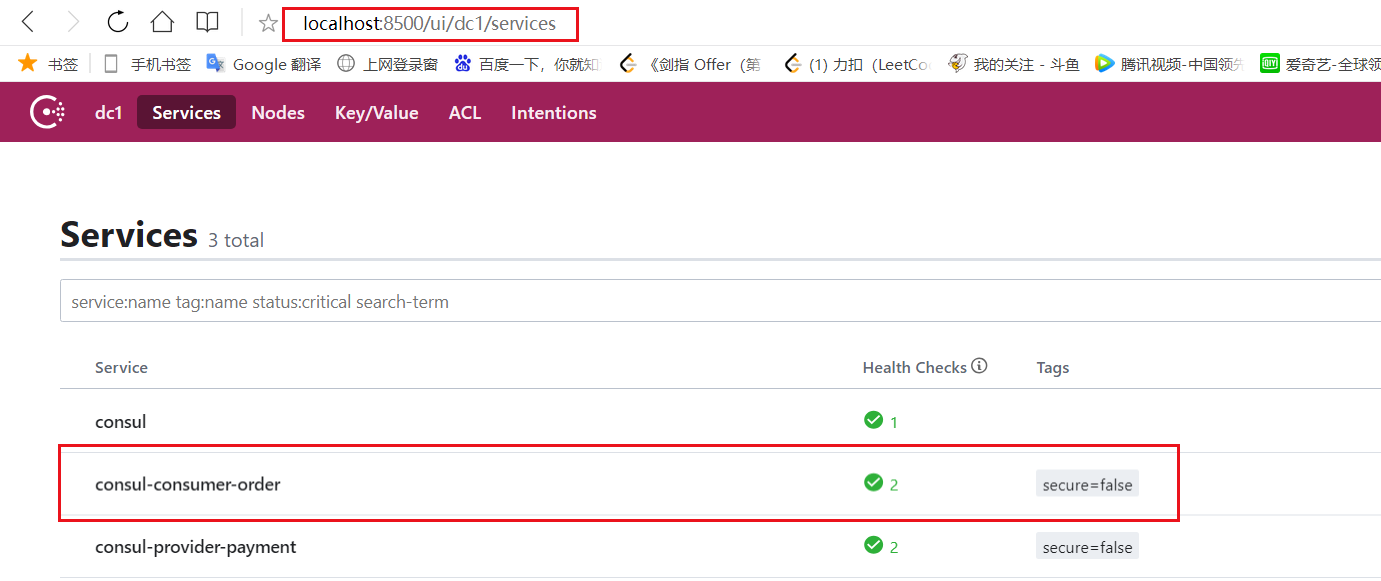 localhost:8500/ui/dc1/services
书签 手机书签 Google 翻译 上网登录窗 百度一下，你就知 《剑指 Offer（第 (1) 力扣（LeetCo 我的关注 - 斗鱼 腾讯视频-中国领先 爱奇艺-全球领
dc1 Services Nodes Key/Value ACL Intentions
Services 3 total
service:name tag:name status:critical search-term
Service Health Checks Tags
consul 1
consul-consumer-order 2 secure=false
consul-provider-payment 2 secure=false